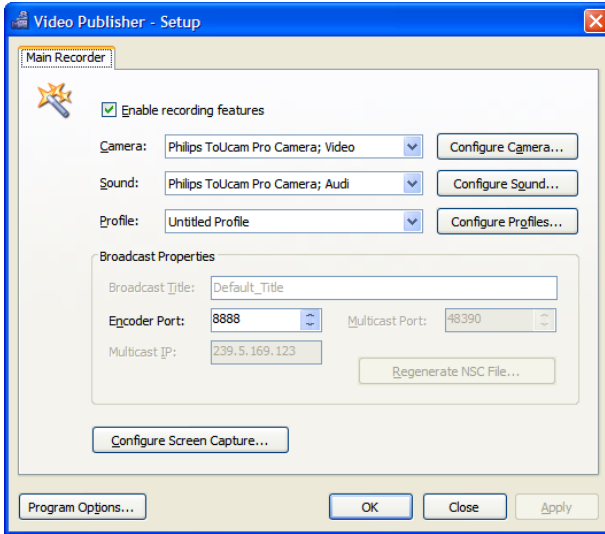 Video Publisher - Setup
Main Recorder
Enable recording features
Camera: Philips ToUcam Pro Camera; Video Configure Camera...
Sound: Philips ToUcam Pro Camera; Audi Configure Sound...
Profile: Untitled Profile Configure Profiles...
Broadcast Properties
Broadcast Title: Default_Title
Encoder Port: 8888 Multicast Port: 48390
Multicast IP: 239.5.169.123
Regenerate NSC File...
Configure Screen Capture...
Program Options... OK Close Apply